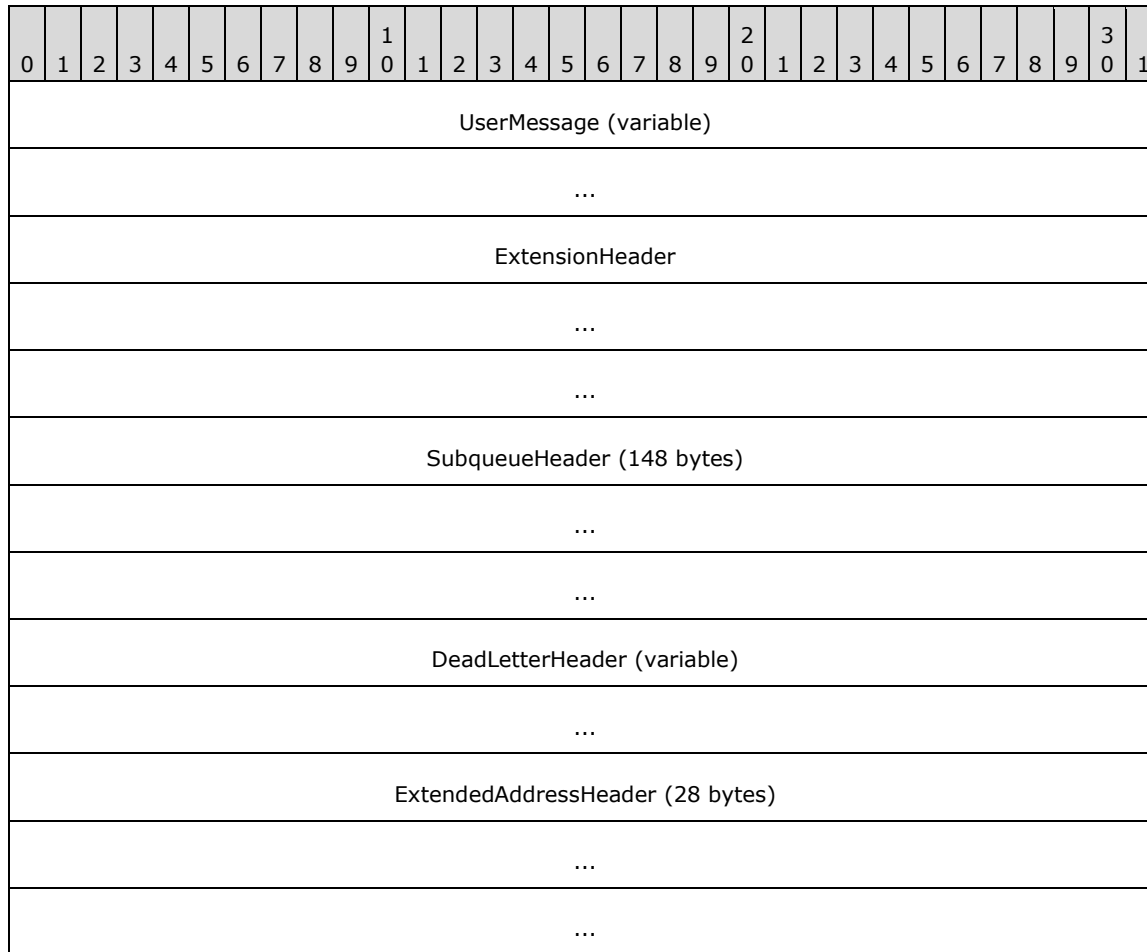 1 2 3
0 1 2 3 4 5 6 7 8 9 0 1 2 3 4 5 6 7 8 9 0 1 2 3 4 5 6 7 8 9 0 1
UserMessage (variable)
...
ExtensionHeader
...
...
SubqueueHeader (148 bytes)
...
...
DeadLetterHeader (variable)
...
ExtendedAddressHeader (28 bytes)
...
...